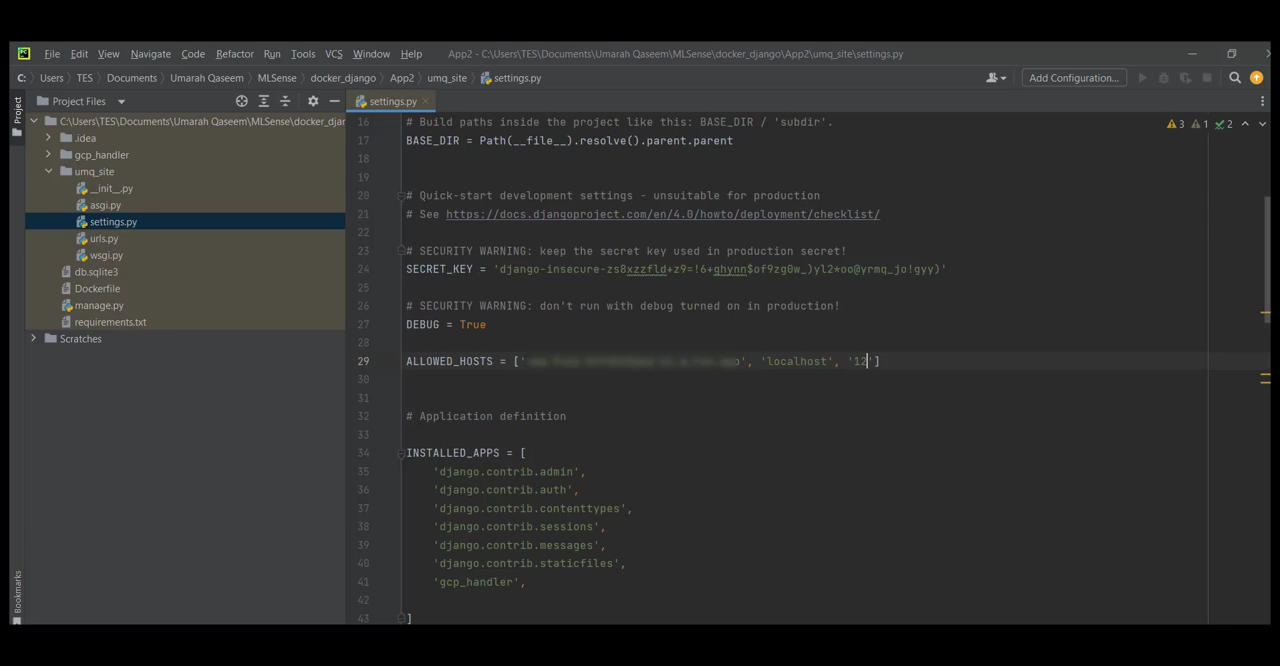 PC File Edit View Navigate Code Refactor Run Tools VCS Window Help App2 - C:\Users\TES\Documents\Umarah Qaseem\MLSense\docker_django\App2\umq_site\settings.py
C: Users TES Documents Umarah Qaseem MLSense docker_django App2 umq_site settings.py Add Configuration...
Project
Project Files
settings.py
C:\Users\TES\Documents\Umarah Qaseem\MLSense\docker_djangor
.idea
gcp_handler
umq_site
__init__.py
asgi.py
settings.py
urls.py
wsgi.py
db.sqlite3
Dockerfile
manage.py
requirements.txt
Scratches
Bookmarks
3 1 2
16 # Build paths inside the project like this: BASE_DIR / 'subdir'.
17 BASE_DIR = Path(__file__).resolve().parent.parent
18
19
20 # Quick-start development settings - unsuitable for production
21 # See https://docs.djangoproject.com/en/4.0/howto/deployment/checklist/
22
23 # SECURITY WARNING: keep the secret key used in production secret!
24 SECRET_KEY = 'django-insecure-zs8xzzfld+z9=!6+ghynn$of9zg0w_)yl2*oo@yrmq_jo!gyy)'
25
26 # SECURITY WARNING: don't run with debug turned on in production!
27 DEBUG = True
28
29 ALLOWED_HOSTS = [' ', 'localhost', '12']
30
31
32 # Application definition
33
34 INSTALLED_APPS = [
35 'django.contrib.admin',
36 'django.contrib.auth',
37 'django.contrib.contenttypes',
38 'django.contrib.sessions',
39 'django.contrib.messages',
40 'django.contrib.staticfiles',
41 'gcp_handler',
42
43 ]